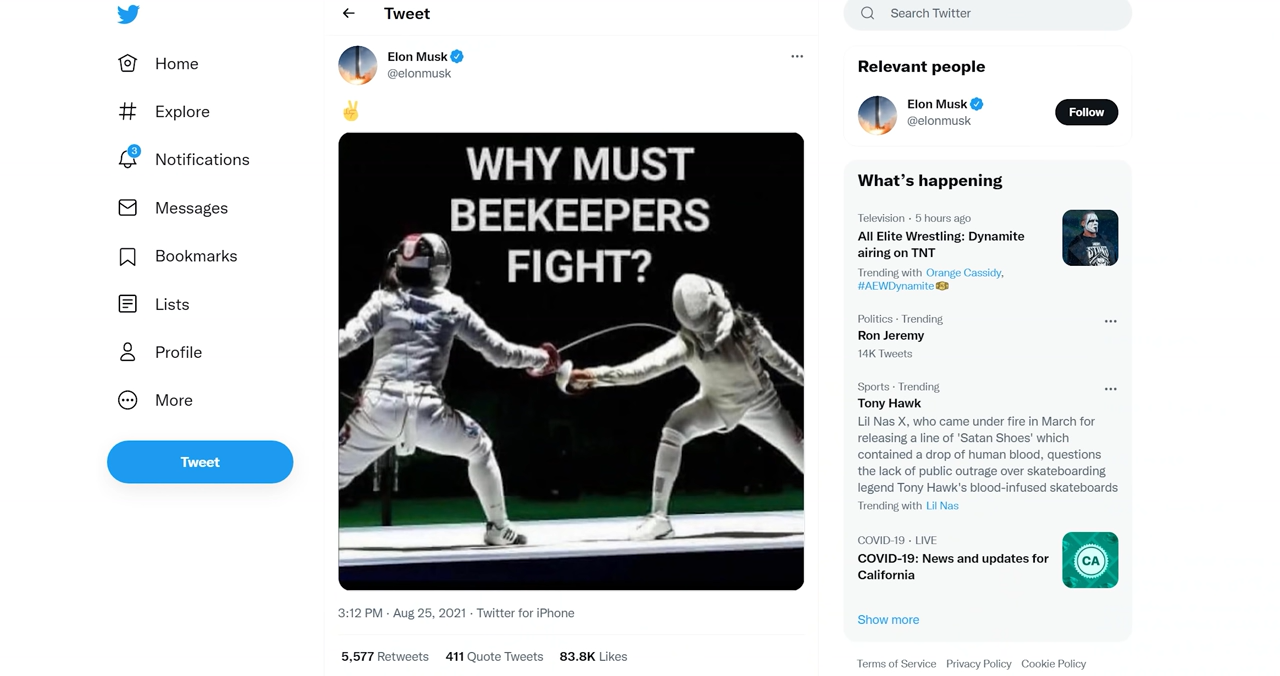 Home
Explore
3
Notifications
Messages
Bookmarks
Lists
Profile
More
Tweet
Tweet
Elon Musk
@elonmusk
✌️
WHY MUST
BEEKEEPERS
FIGHT?
3:12 PM · Aug 25, 2021 · Twitter for iPhone
5,577 Retweets 411 Quote Tweets 83.8K Likes
Search Twitter
Relevant people
Elon Musk
@elonmusk
Follow
What’s happening
Television · 5 hours ago
All Elite Wrestling: Dynamite
airing on TNT
Trending with Orange Cassidy,
#AEWDynamite
STING
Politics · Trending
Ron Jeremy
14K Tweets
Sports · Trending
Tony Hawk
Lil Nas X, who came under fire in March for
releasing a line of 'Satan Shoes' which
contained a drop of human blood, questions
the lack of public outrage over skateboarding
legend Tony Hawk's blood-infused skateboards
Trending with Lil Nas
COVID-19 · LIVE
COVID-19: News and updates for
California
CA
Show more
Terms of Service Privacy Policy Cookie Policy